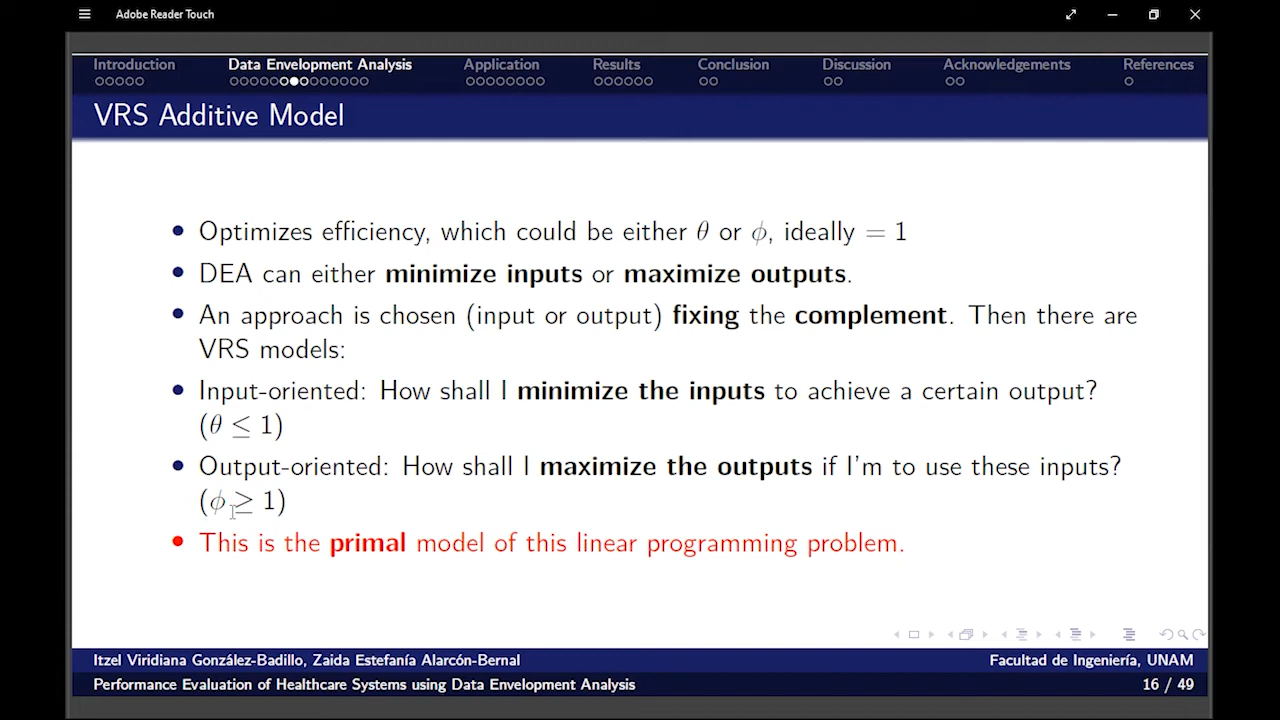 Adobe Reader Touch
Introduction Data Envelopment Analysis Application Results Conclusion Discussion Acknowledgements References
VRS Additive Model
• Optimizes efficiency, which could be either θ or ϕ, ideally = 1
• DEA can either minimize inputs or maximize outputs.
• An approach is chosen (input or output) fixing the complement. Then there are
VRS models:
• Input-oriented: How shall I minimize the inputs to achieve a certain output?
(θ ≤ 1)
• Output-oriented: How shall I maximize the outputs if I'm to use these inputs?
(ϕ ≥ 1)
• This is the primal model of this linear programming problem.
Itzel Viridiana González-Badillo, Zaida Estefanía Alarcón-Bernal Facultad de Ingeniería, UNAM
Performance Evaluation of Healthcare Systems using Data Envelopment Analysis 16 / 49